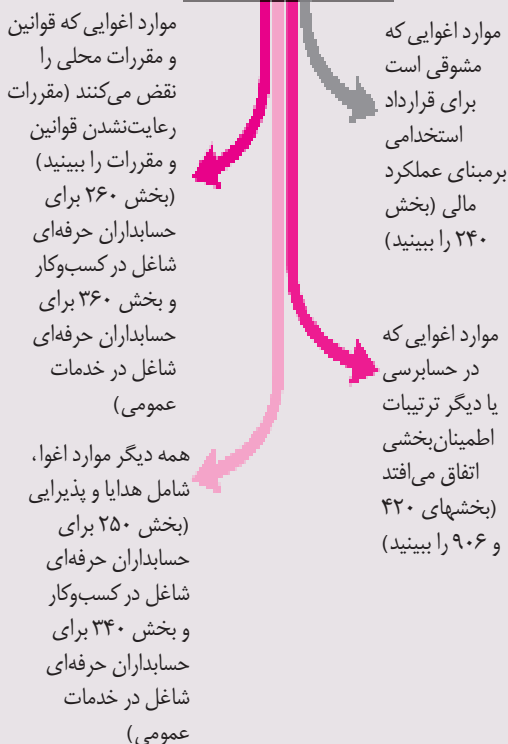 موارد اغوایی که
مشوقی است
برای قرارداد
استخدامی
برمبنای عملکرد
مالی (بخش
۲۴۰ را ببینید)
موارد اغوایی که
در حسابرسی
یا دیگر ترتیبات
اطمینان‌بخشی
اتفاق می‌افتد
(بخشهای ۴۲۰
و ۹۰۶ را ببینید)
موارد اغوایی که قوانین
و مقررات محلی را
نقض می‌کنند (مقررات
رعایت‌نشدن قوانین
و مقررات را ببینید)
(بخش ۲۶۰ برای
حسابداران حرفه‌ای
شاغل در کسب‌وکار
و بخش ۳۶۰ برای
حسابداران حرفه‌ای
شاغل در خدمات
عمومی)
همه دیگر موارد اغوا،
شامل هدایا و پذیرایی
(بخش ۲۵۰ برای
حسابداران حرفه‌ای
شاغل در کسب‌وکار
و بخش ۳۴۰ برای
حسابداران حرفه‌ای
شاغل در خدمات
عمومی)